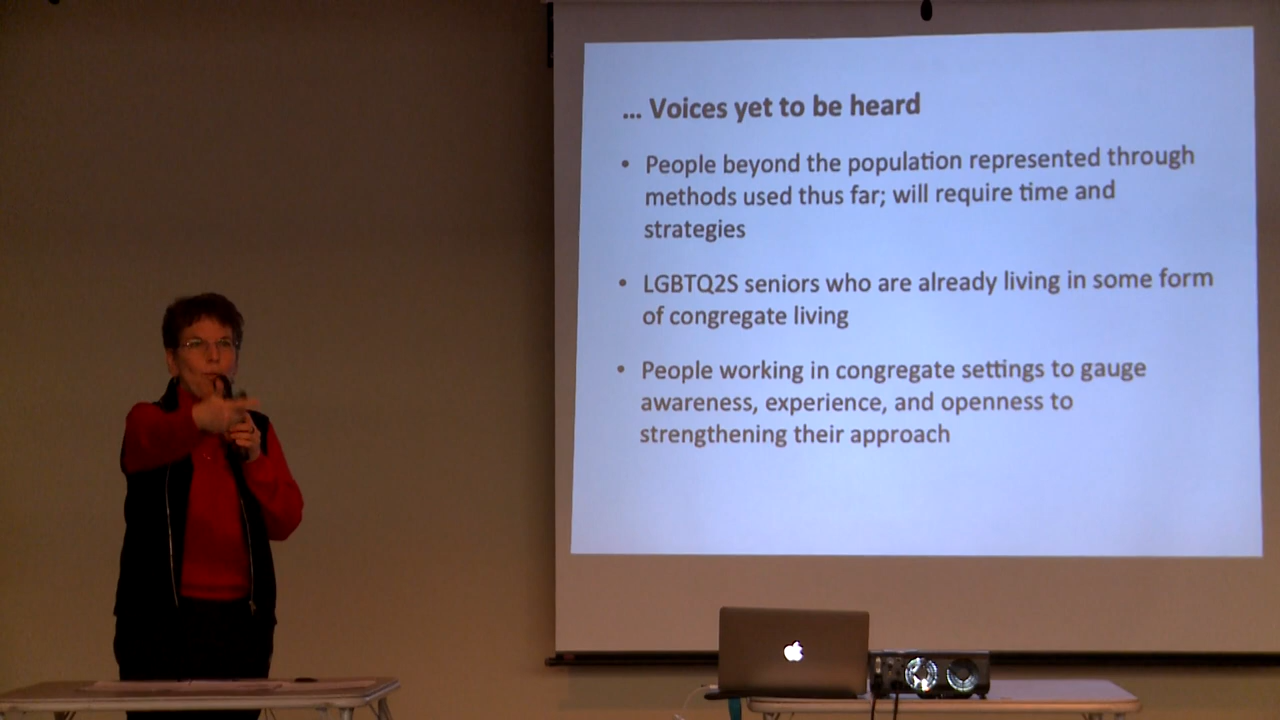 ... Voices yet to be heard
• People beyond the population represented through
methods used thus far; will require time and
strategies
• LGBTQ2S seniors who are already living in some form
of congregate living
• People working in congregate settings to gauge
awareness, experience, and openness to
strengthening their approach